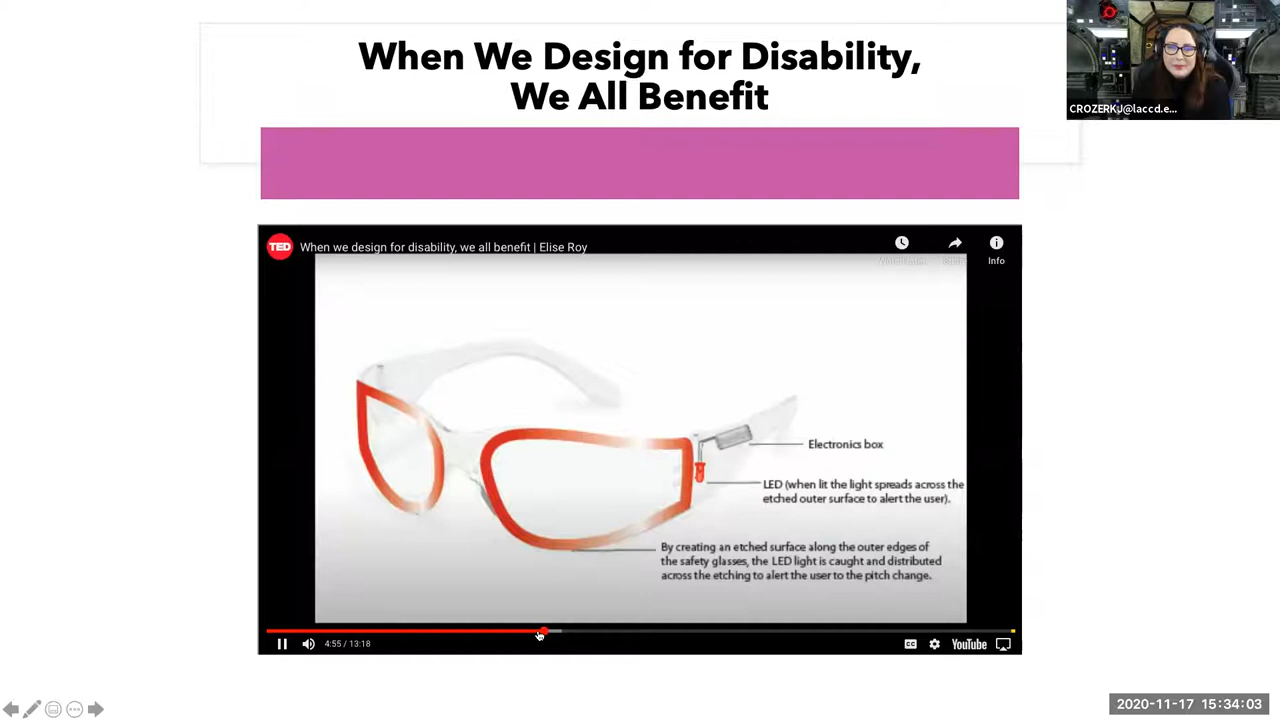 When We Design for Disability,
We All Benefit
CROZERKJ@laccd.e...
TED
When we design for disability, we all benefit | Elise Roy
Info
Electronics box
LED (when lit the light spreads across the
etched outer surface to alert the user).
By creating an etched surface along the outer edges of
the safety glasses, the LED light is caught and distributed
across the etching to alert the user to the pitch change.
4:55 / 13:18
CC
YouTube
2020-11-17 15:34:03